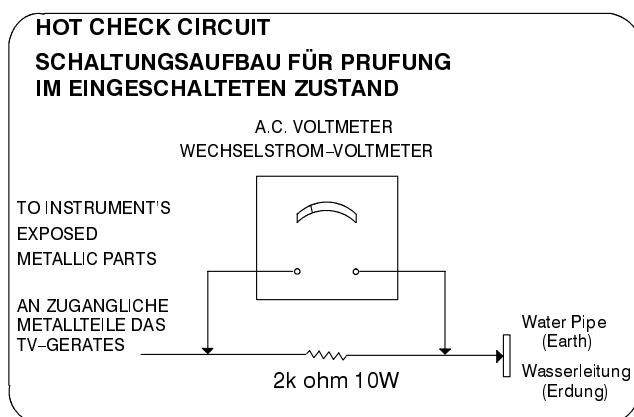 HOT CHECK CIRCUIT
SCHALTUNGSAUFBAU FÜR PRUFUNG
IM EINGESCHALTETEN ZUSTAND
A.C. VOLTMETER
WECHSELSTROM–VOLTMETER
TO INSTRUMENT'S
EXPOSED
METALLIC PARTS
AN ZUGANGLICHE
METALLTEILE DAS
TV–GERATES
2k ohm 10W
Water Pipe
(Earth)
Wasserleitung
(Erdung)